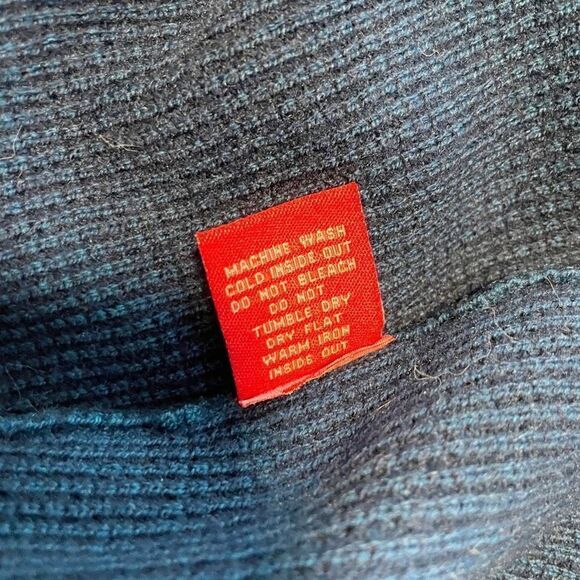 MACHINE WASH
COLD INSIDE OUT
DO NOT BLEACH
DO NOT
TUMBLE DRY
DRY FLAT
WARM IRON
INSIDE OUT